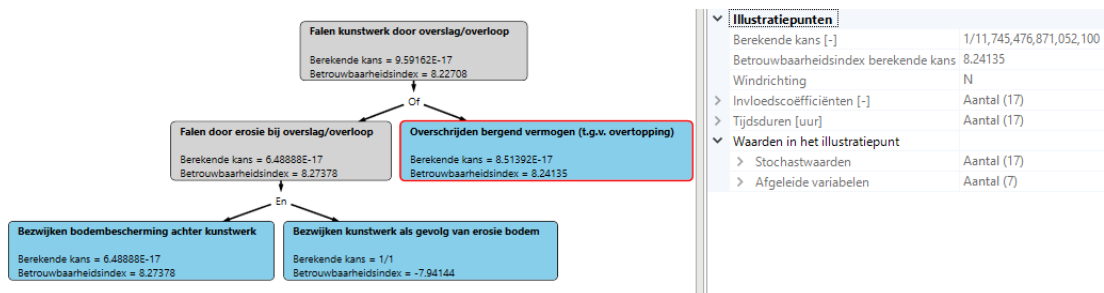 Falen kunstwerk door overslag/overloop
Berekende kans = 9.59162E-17
Betrouwbaarheidsindex = 8.22708
Of
Falen door erosie bij overslag/overloop
Berekende kans = 6.48888E-17
Betrouwbaarheidsindex = 8.27378
Overschrijden bergend vermogen (t.g.v. overtopping)
Berekende kans = 8.51392E-17
Betrouwbaarheidsindex = 8.24135
En
Bezwijken bodembescherming achter kunstwerk
Berekende kans = 6.48888E-17
Betrouwbaarheidsindex = 8.27378
Bezwijken kunstwerk als gevolg van erosie bodem
Berekende kans = 1/1
Betrouwbaarheidsindex = -7.94144
Illustratiepunten
Berekende kans [-] 1/11,745,476,871,052,100
Betrouwbaarheidsindex berekende kans 8.24135
Windrichting N
Invloedscoëfficiënten [-] Aantal (17)
Tijdsduren [uur] Aantal (17)
Waarden in het illustratiepunt
Stochastwaarden Aantal (17)
Afgeleide variabelen Aantal (7)